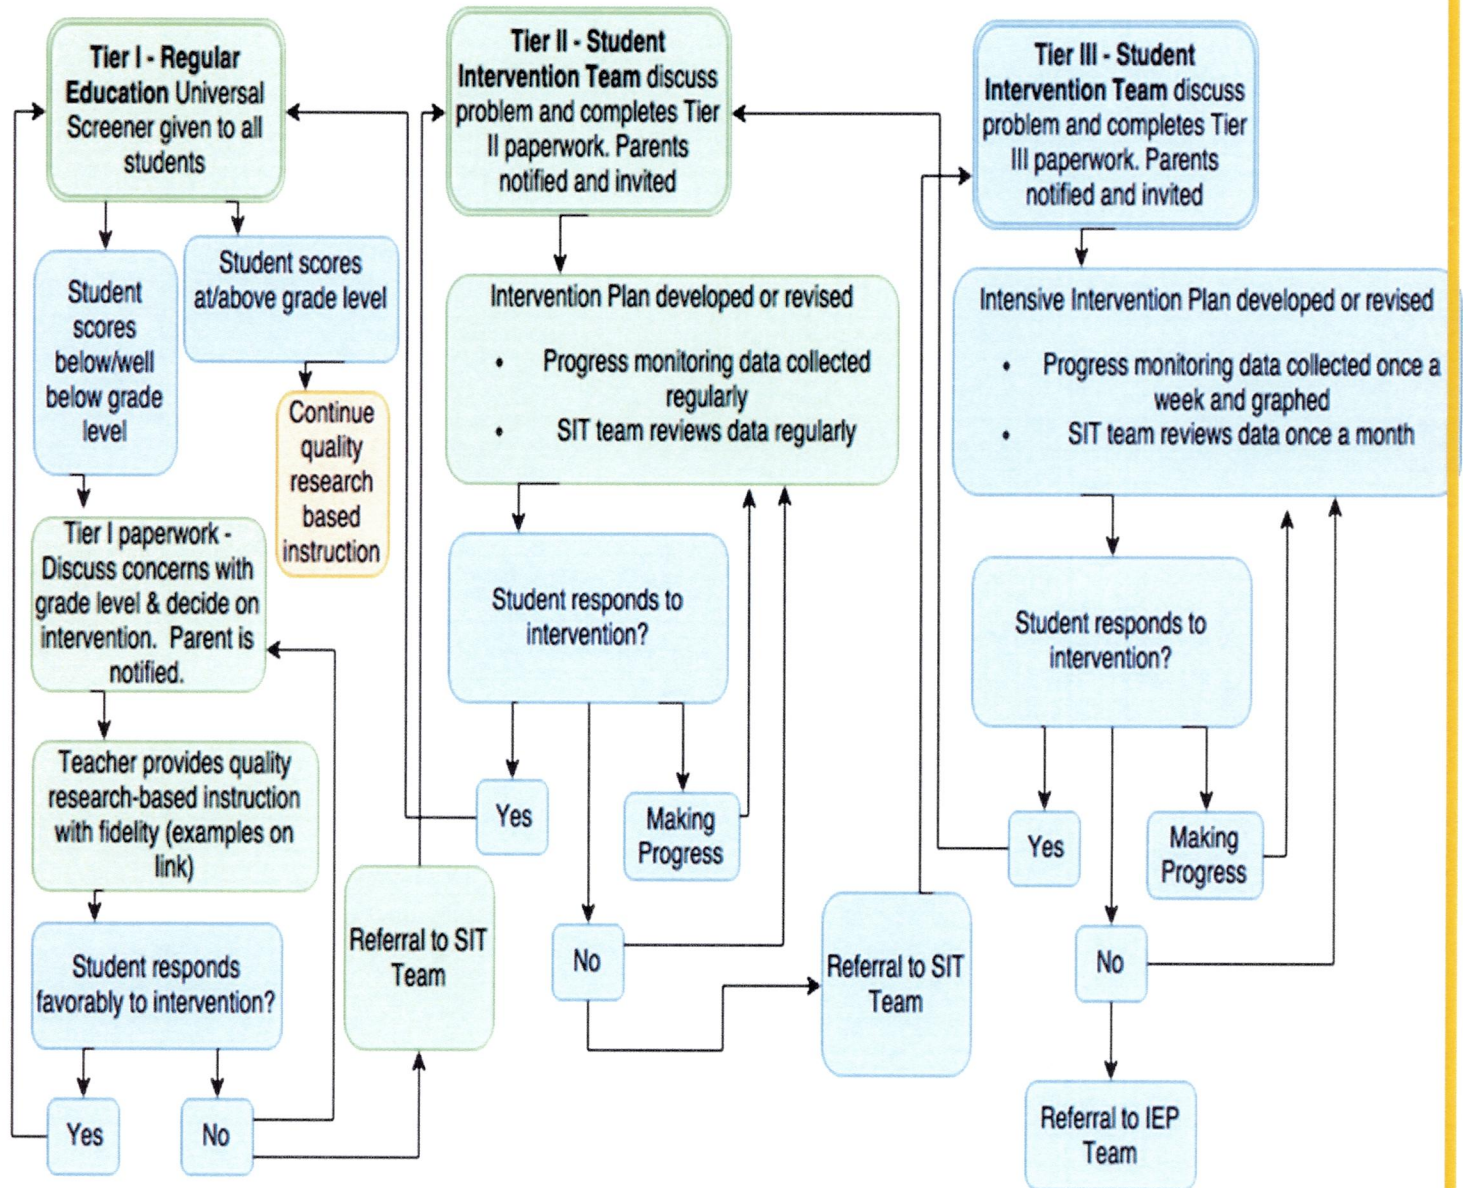 Tier I - Regular
Education Universal
Screener given to all
students
Student
scores
below/well
below grade
level
Student scores
at/above grade level
Continue
quality
research
based
instruction
Tier I paperwork -
Discuss concerns with
grade level & decide on
intervention. Parent is
notified.
Teacher provides quality
research-based instruction
with fidelity (examples on
link)
Student responds
favorably to intervention?
Yes
No
Referral to SIT
Team
Tier II - Student
Intervention Team discuss
problem and completes Tier
II paperwork. Parents
notified and invited
Intervention Plan developed or revised
• Progress monitoring data collected
regularly
• SIT team reviews data regularly
Student responds to
intervention?
Yes
Making
Progress
No
Referral to SIT
Team
Tier III - Student
Intervention Team discuss
problem and completes Tier
III paperwork. Parents
notified and invited
Intensive Intervention Plan developed or revised
• Progress monitoring data collected once a
week and graphed
• SIT team reviews data once a month
Student responds to
intervention?
Yes
Making
Progress
No
Referral to IEP
Team